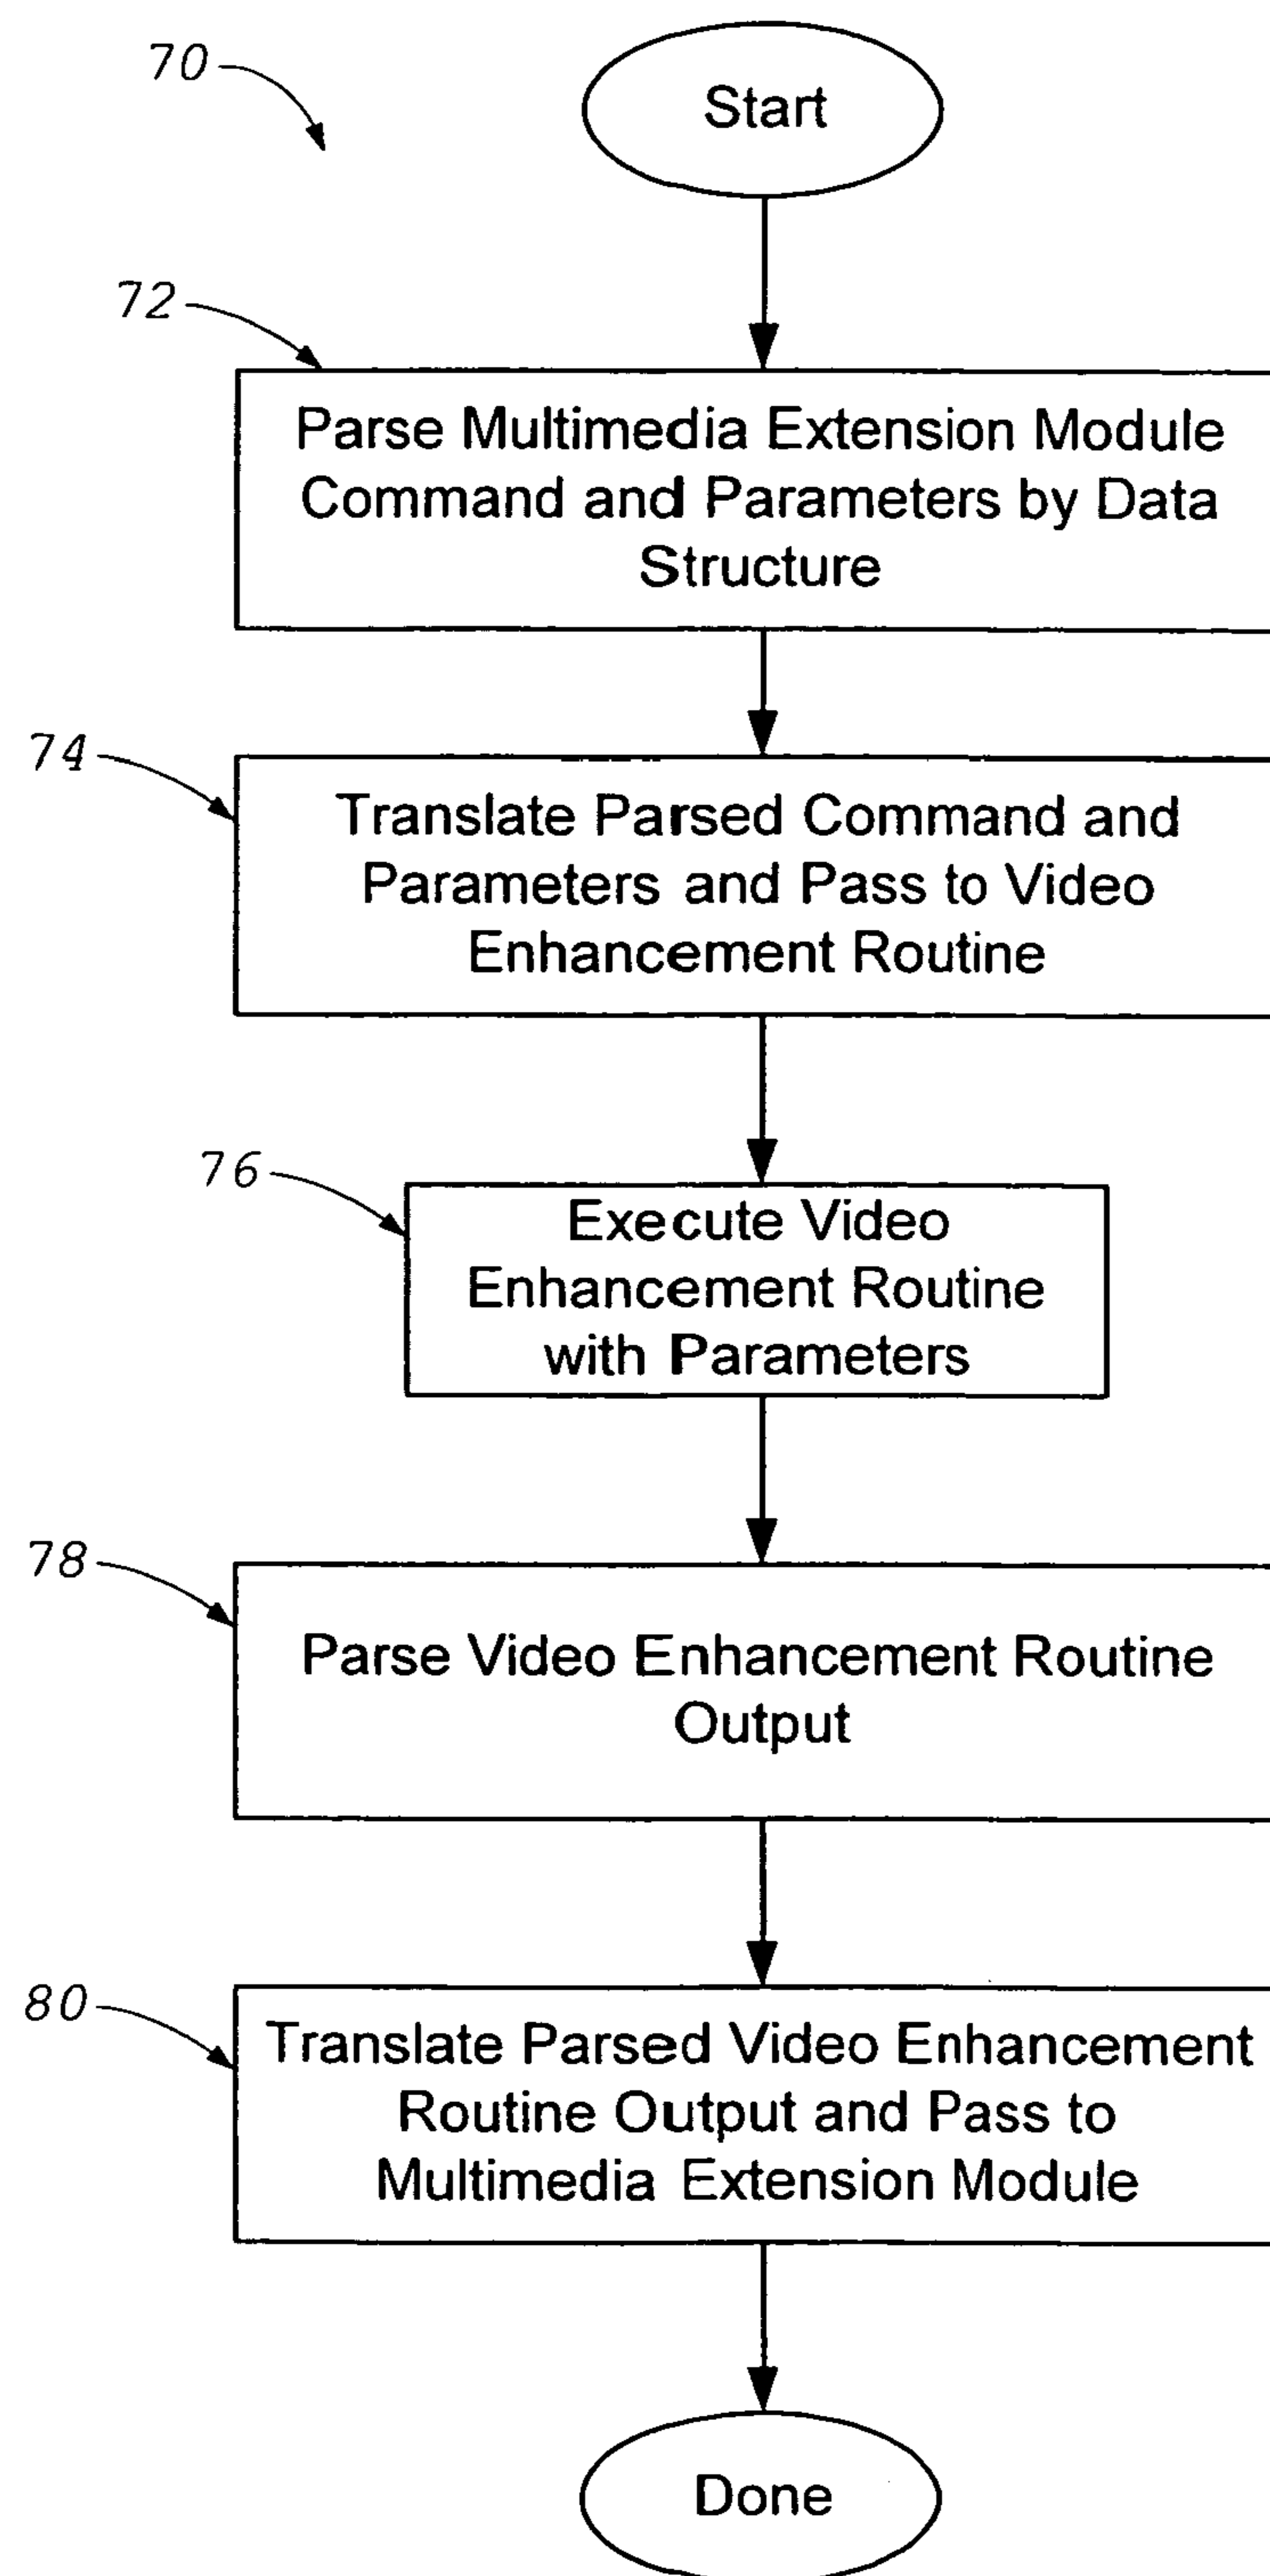 70
Start
72
Parse Multimedia Extension Module
Command and Parameters by Data
Structure
74
Translate Parsed Command and
Parameters and Pass to Video
Enhancement Routine
76
Execute Video
Enhancement Routine
with Parameters
78
Parse Video Enhancement Routine
Output
80
Translate Parsed Video Enhancement
Routine Output and Pass to
Multimedia Extension Module
Done